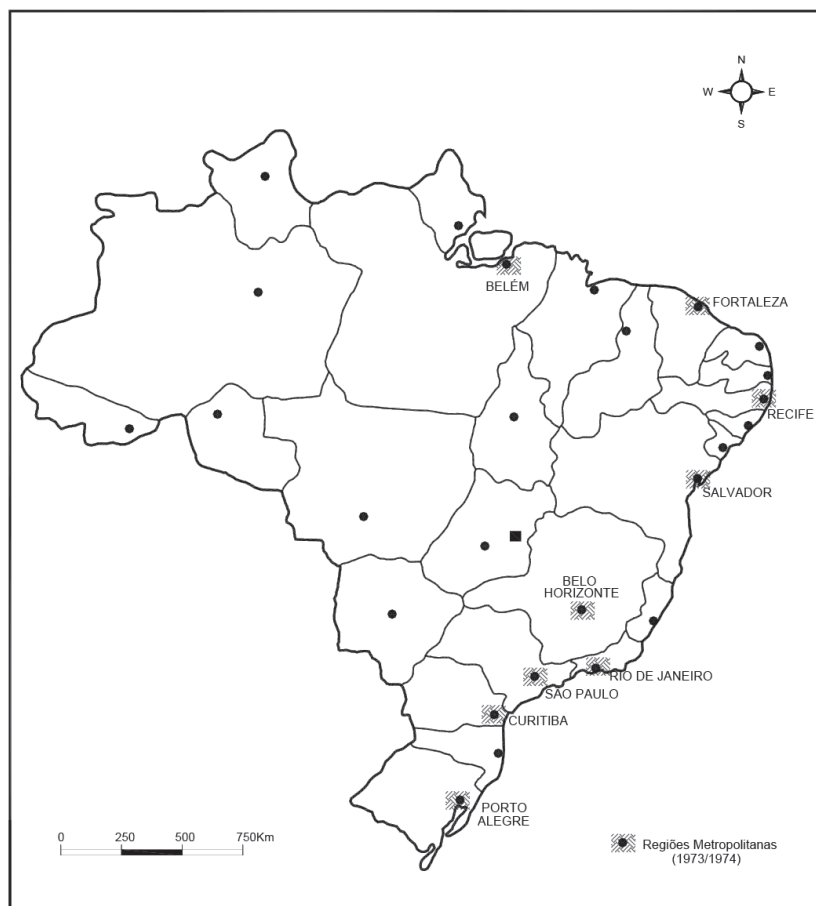 N
W E
S
BELÉM
FORTALEZA
RECIFE
SALVADOR
BELO
HORIZONTE
RIO DE JANEIRO
SÃO PAULO
CURITIBA
PORTO
ALEGRE
0 250 500 750Km
Regiões Metropolitanas
(1973/1974)